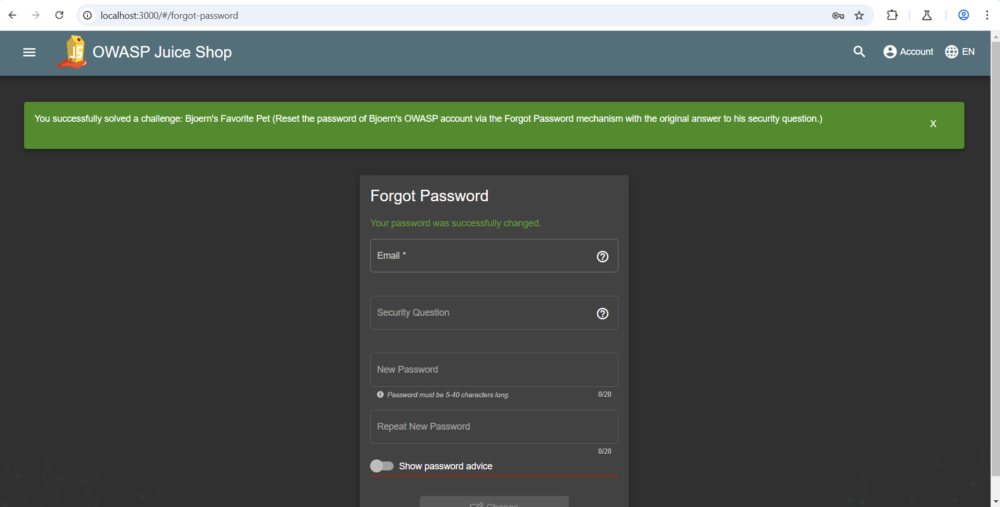 localhost:3000/#/forgot-password
JS
OWASP Juice Shop
Account
EN
You successfully solved a challenge: Bjoern's Favorite Pet (Reset the password of Bjoern's OWASP account via the Forgot Password mechanism with the original answer to his security question.)
X
Forgot Password
Your password was successfully changed.
Email *
Security Question
New Password
Password must be 5-40 characters long.
0/20
Repeat New Password
0/20
Show password advice
Change